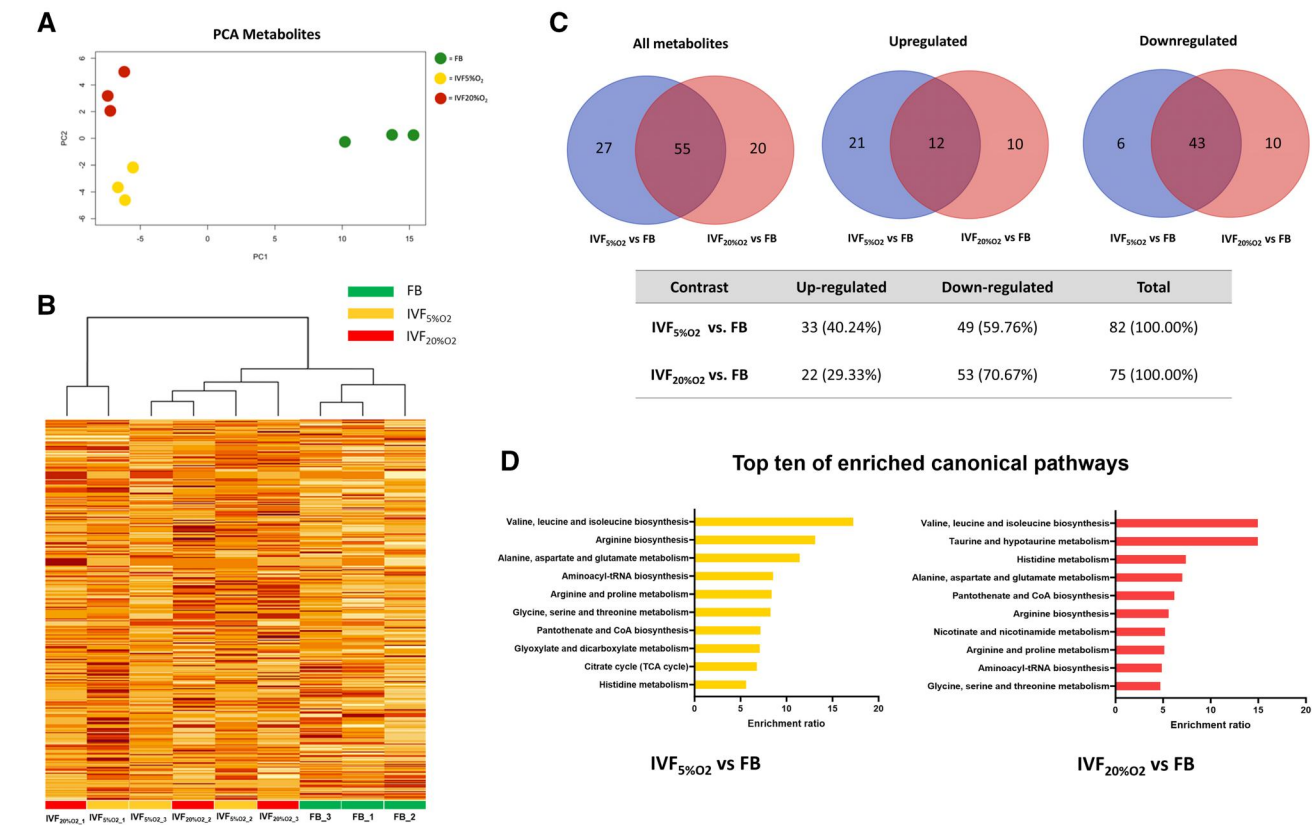 A
PCA Metabolites
6
4
2
0
-2
-4
-6
PC2
-5
0
5
10
15
PC1
= FB
= IVF5%O₂
= IVF20%O₂
B
FB
IVF5%O2
IVF20%O2
IVF20%O2_1
IVF5%O2_1
IVF5%O2_3
IVF20%O2_2
IVF5%O2_2
IVF20%O2_3
FB_3
FB_1
FB_2
C
All metabolites
27
55
20
IVF5%O2 vs FB
IVF20%O2 vs FB
Upregulated
21
12
10
IVF5%O2 vs FB
IVF20%O2 vs FB
Downregulated
6
43
10
IVF5%O2 vs FB
IVF20%O2 vs FB
Contrast Up-regulated Down-regulated Total
IVF5%O2 vs. FB 33 (40.24%) 49 (59.76%) 82 (100.00%)
IVF20%O2 vs. FB 22 (29.33%) 53 (70.67%) 75 (100.00%)
D
Top ten of enriched canonical pathways
Valine, leucine and isoleucine biosynthesis
Arginine biosynthesis
Alanine, aspartate and glutamate metabolism
Aminoacyl-tRNA biosynthesis
Arginine and proline metabolism
Glycine, serine and threonine metabolism
Pantothenate and CoA biosynthesis
Glyoxylate and dicarboxylate metabolism
Citrate cycle (TCA cycle)
Histidine metabolism
0 5 10 15 20
Enrichment ratio
IVF5%O2 vs FB
Valine, leucine and isoleucine biosynthesis
Taurine and hypotaurine metabolism
Histidine metabolism
Alanine, aspartate and glutamate metabolism
Pantothenate and CoA biosynthesis
Arginine biosynthesis
Nicotinate and nicotinamide metabolism
Arginine and proline metabolism
Aminoacyl-tRNA biosynthesis
Glycine, serine and threonine metabolism
0 5 10 15 20
Enrichment ratio
IVF20%O2 vs FB